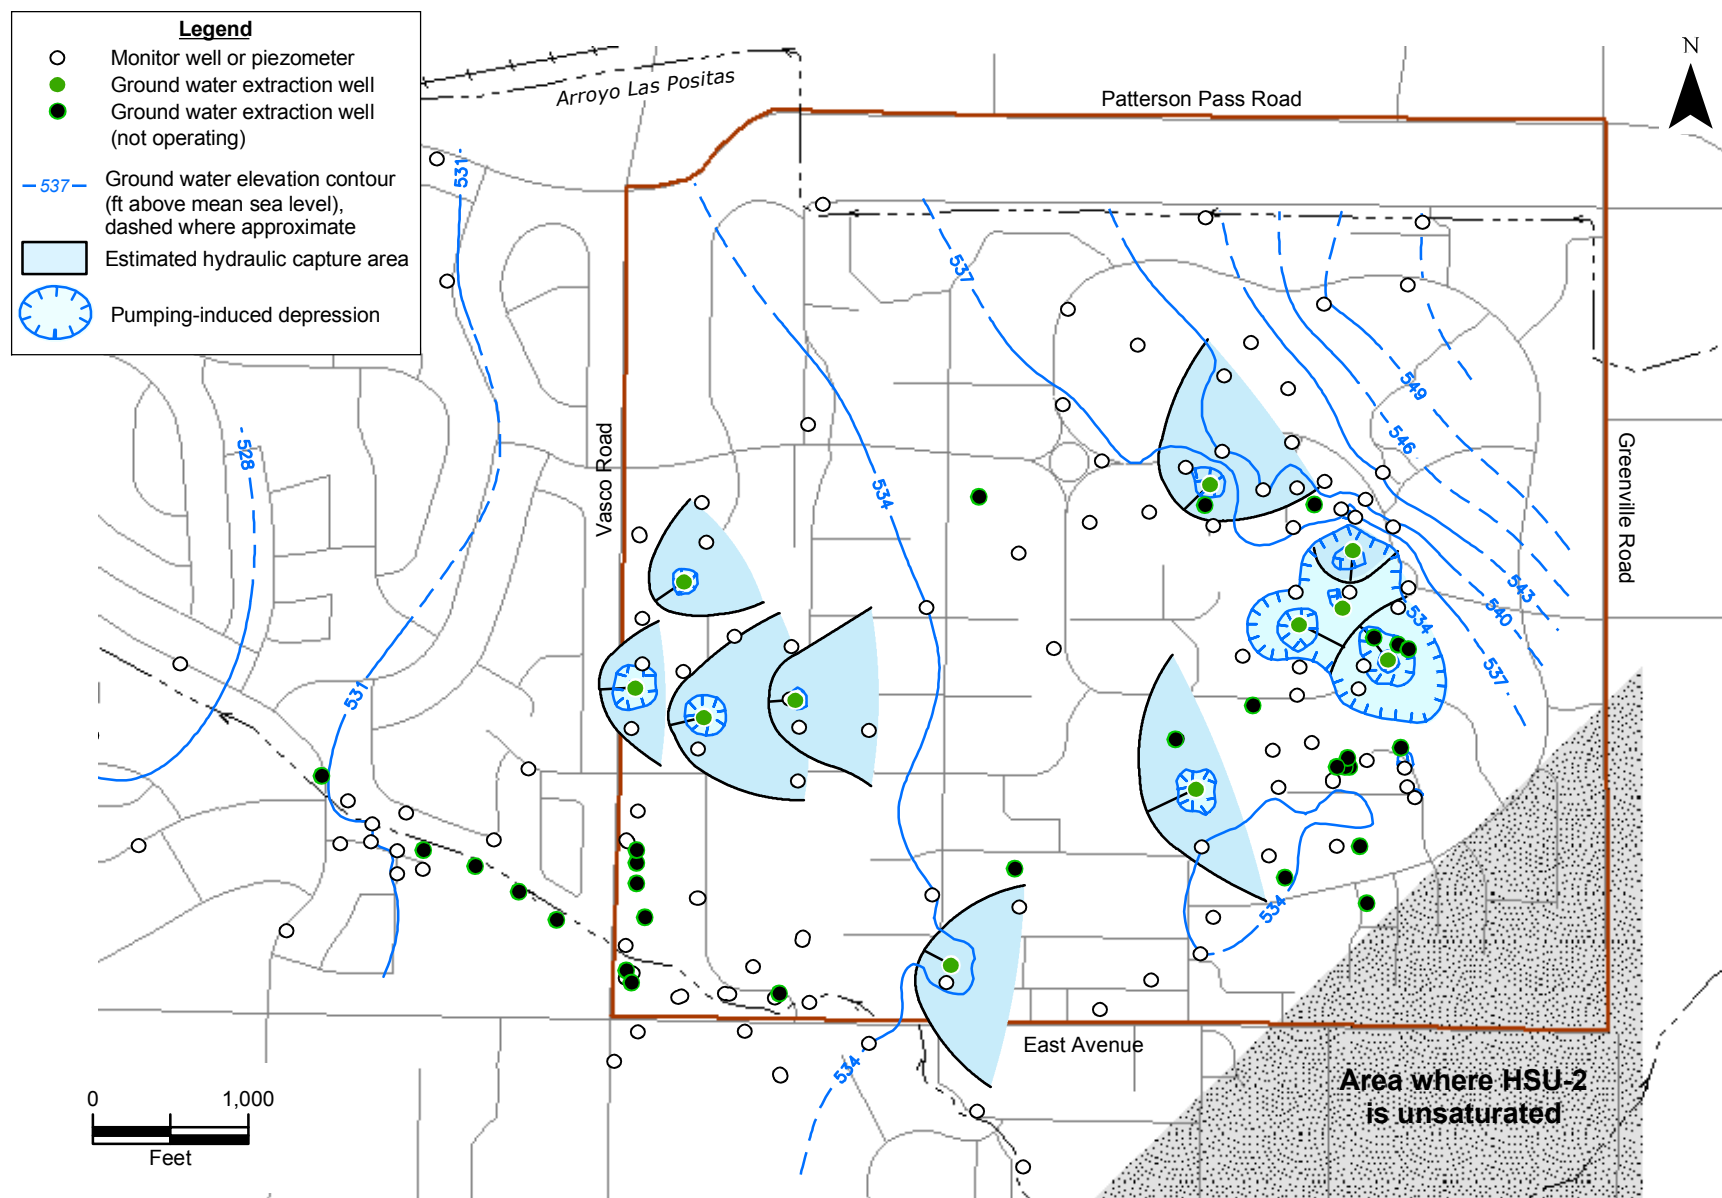 Legend
Monitor well or piezometer
Ground water extraction well
Ground water extraction well
(not operating)
537
Ground water elevation contour
(ft above mean sea level),
dashed where approximate
Estimated hydraulic capture area
Pumping-induced depression
Arroyo Las Positas
Patterson Pass Road
N
531
537
528
534
549
546
Vasco Road
Greenville Road
543
540
534
537
531
534
534
East Avenue
Area where HSU-2
is unsaturated
0 1,000
Feet